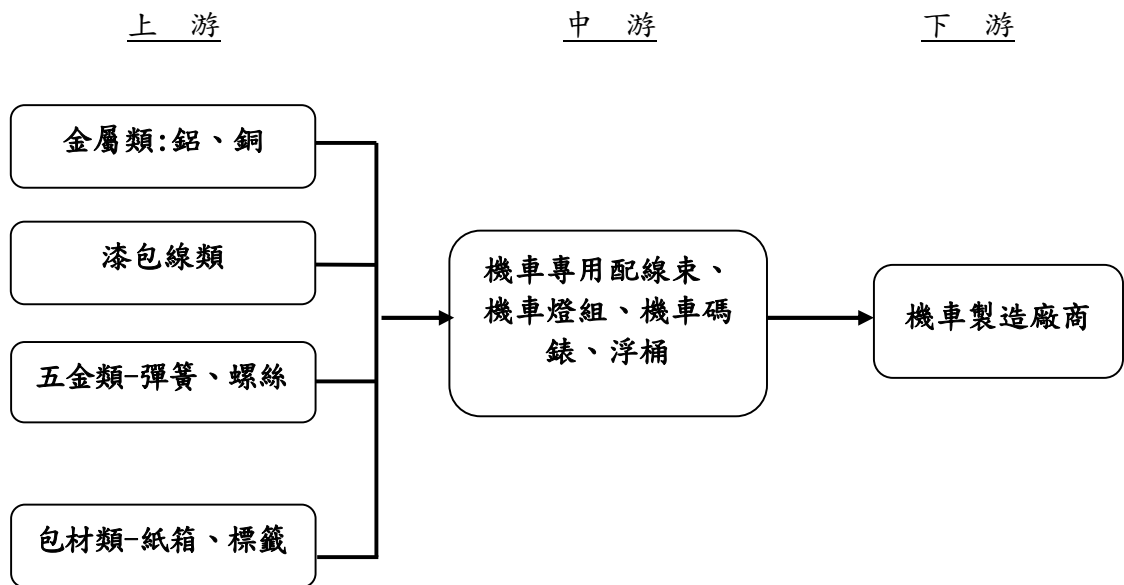 上 游
中 游
下 游
金屬類:鋁、銅
漆包線類
五金類-彈簧、螺絲
包材類-紙箱、標籤
機車專用配線束、
機車燈組、機車碼
錶、浮桶
機車製造廠商